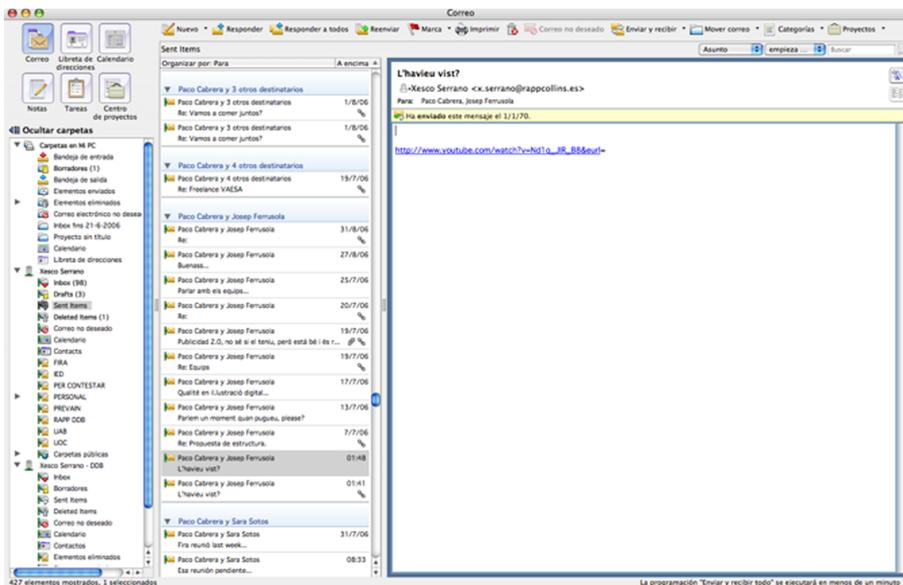 Correo
Nuevo Responder Responder a todos Reenviar Marca Imprimir Correo no deseado Enviar y recibir Mover correo Categorías Proyectos
Correo Libreta de direcciones Calendario
Notas Tareas Centro de proyectos
Ocultar carpetas
Carpetas en Mi PC
Bandeja de entrada
Borradores (1)
Bandeja de salida
Elementos enviados
Elementos eliminados
Correo electrónico no desea
Inbox fins 21-6-2006
Proyecto sin título
Calendario
Libreta de direcciones
Xesco Serrano
Inbox (98)
Drafts (3)
Sent Items
Deleted Items (1)
Correo no deseado
Calendario
Contacts
FIRA
IED
PER CONTESTAR
PERSONAL
PREVAIN
RAPP DDB
UAB
UOC
Carpetas públicas
Xesco Serrano - DDB
Inbox
Borradores
Sent Items
Deleted Items
Correo no deseado
Calendario
Contactos
Elementos eliminados
Sent Items
Organizar por: Para A encima
Paco Cabrera y 3 otros destinatarios
Paco Cabrera y 3 otros destinatarios 1/8/06
Re: Vamos a comer juntos?
Paco Cabrera y 3 otros destinatarios 1/8/06
Re: Vamos a comer juntos?
Paco Cabrera y 4 otros destinatarios
Paco Cabrera y 4 otros destinatarios 19/7/06
Re: Freelance VAESA
Paco Cabrera y Josep Ferrusola
Paco Cabrera y Josep Ferrusola 31/8/06
Re:
Paco Cabrera y Josep Ferrusola 27/8/06
Buenass...
Paco Cabrera y Josep Ferrusola 25/7/06
Parlar amb els equips...
Paco Cabrera y Josep Ferrusola 20/7/06
Re:
Paco Cabrera y Josep Ferrusola 19/7/06
Publicidad 2.0, no sé si el teniu, però está bé i és r...
Paco Cabrera y Josep Ferrusola 19/7/06
Re: Equips
Paco Cabrera y Josep Ferrusola 17/7/06
Qualité en il.lustració digital...
Paco Cabrera y Josep Ferrusola 13/7/06
Parlem un moment quan pugueu, please?
Paco Cabrera y Josep Ferrusola 7/7/06
Re: Propuesta de estructura.
Paco Cabrera y Josep Ferrusola 01:48
L'havieu vist?
Paco Cabrera y Josep Ferrusola 01:41
L'havieu vist?
Paco Cabrera y Sara Sotos
Paco Cabrera y Sara Sotos 31/7/06
Fira reunió last week...
Paco Cabrera y Sara Sotos 08:33
Esa reunión pendiente...
Asunto empieza ... Buscar
L'havieu vist?
Xesco Serrano <x.serrano@rappcollins.es>
Para: Paco Cabrera, Josep Ferrusola
Ha enviado este mensaje el 1/1/70.
http://www.youtube.com/watch?v=Nd1q_JlR_B8&eurl=
427 elementos mostrados, 1 seleccionados
La programación "Enviar y recibir todo" se ejecutará en menos de un minuto